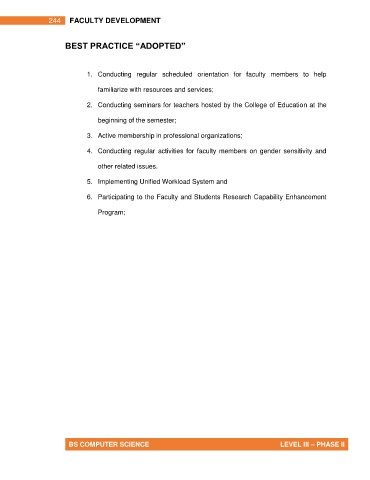 244 FACULTY DEVELOPMENT
BEST PRACTICE “ADOPTED”
1. Conducting regular scheduled orientation for faculty members to help
familiarize with resources and services;
2. Conducting seminars for teachers hosted by the College of Education at the
beginning of the semester;
3. Active membership in professional organizations;
4. Conducting regular activities for faculty members on gender sensitivity and
other related issues.
5. Implementing Unified Workload System and
6. Participating to the Faculty and Students Research Capability Enhancement
Program;
BS COMPUTER SCIENCE LEVEL III – PHASE II